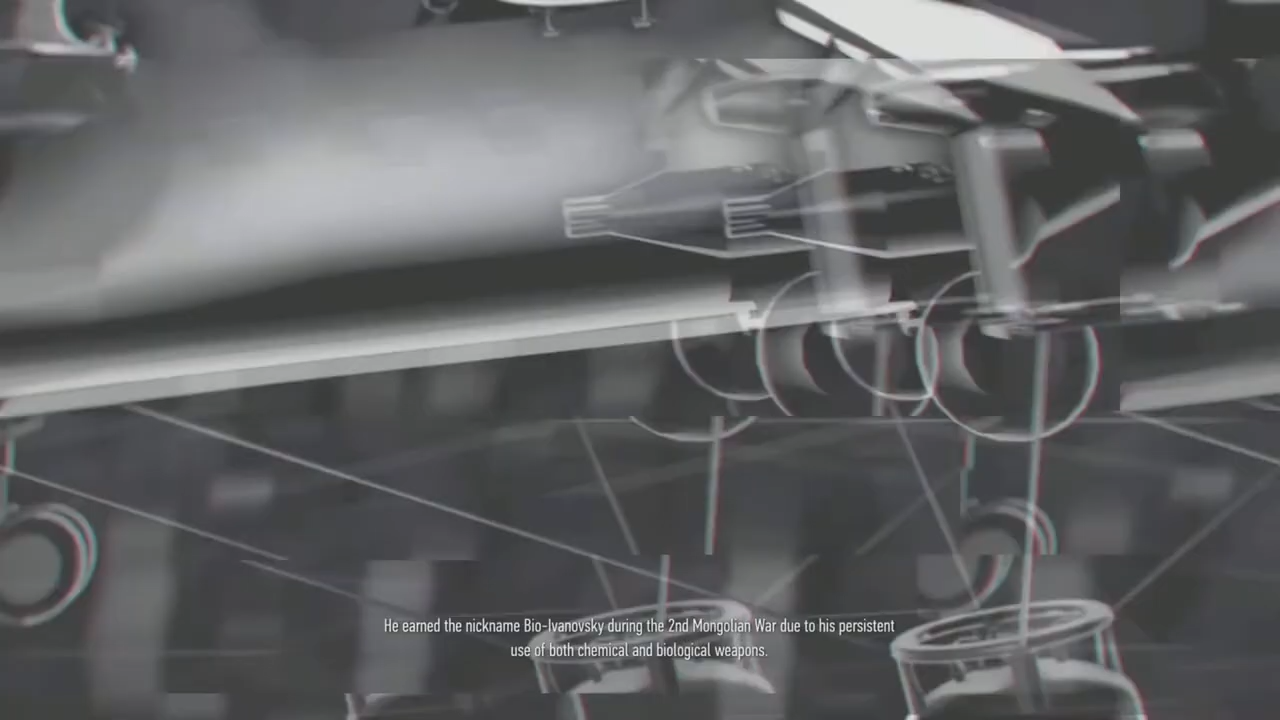 He earned the nickname Bio-Ivanovsky during the 2nd Mongolian War due to his persistent
use of both chemical and biological weapons.